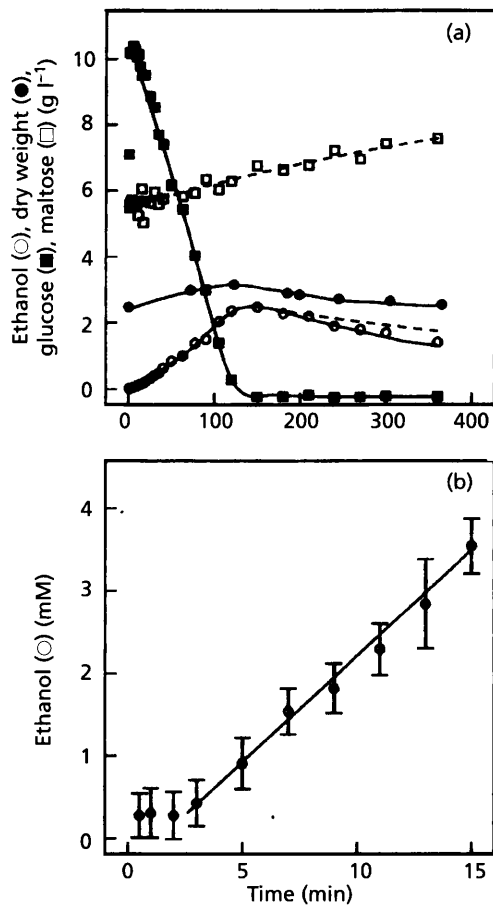 (a)
Ethanol (○), dry weight (●),
glucose (■), maltose (□) (g l⁻¹)
10
8
6
4
2
0
0 100 200 300 400
(b)
Ethanol (○) (mM)
4
3
2
1
0
0 5 10 15
Time (min)